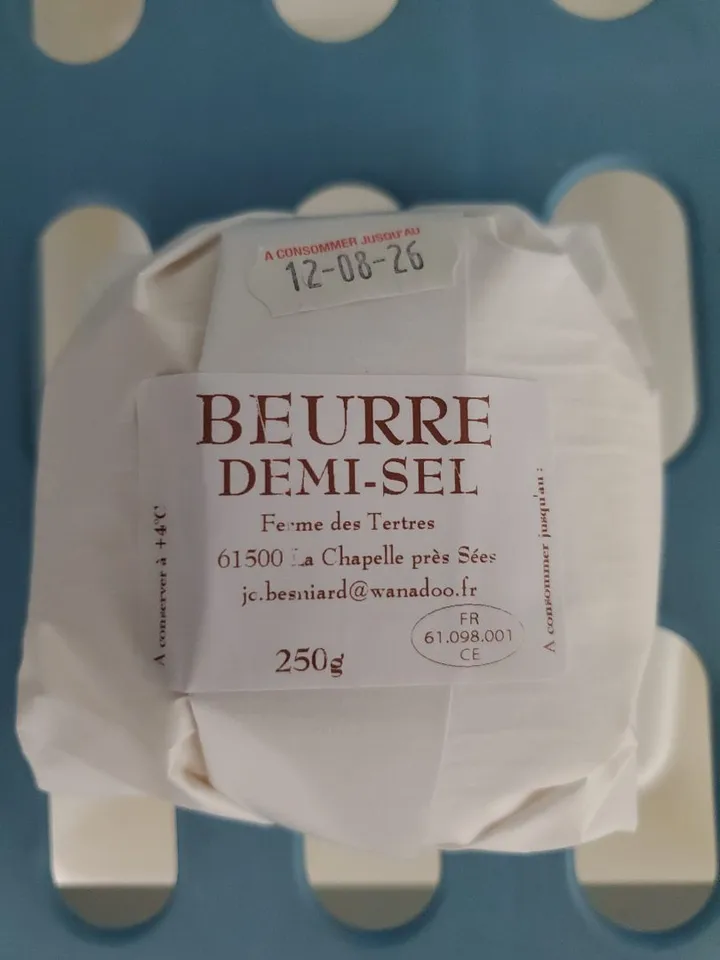 A CONSOMMER JUSQU'AU
12-08-26
BEURRE
DEMI-SEL
Ferme des Tertres
61500 La Chapelle près Sées
jc.besniard@wanadoo.fr
250g
FR
61.098.001
CE
A conserver à +4°C
A consommer jusqu'au :